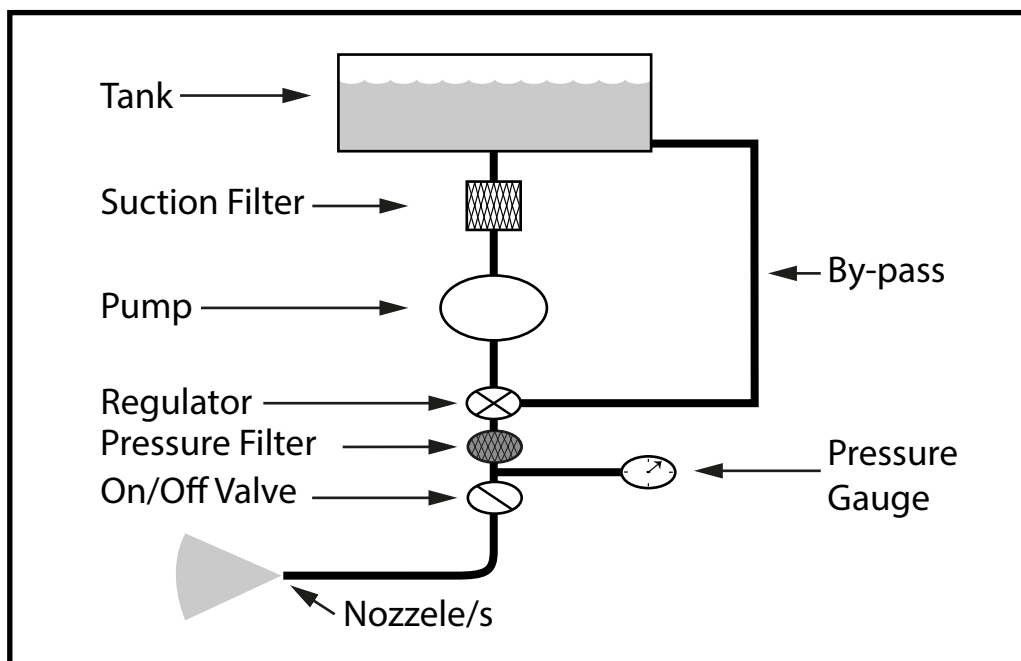 Tank
Suction Filter
By-pass
Pump
Regulator
Pressure Filter
On/Off Valve
Pressure
Gauge
Nozzele/s